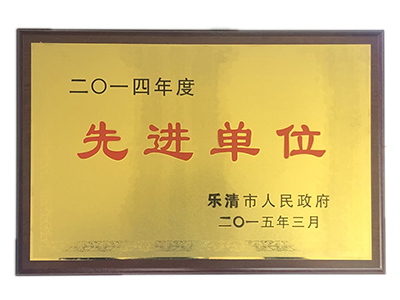 二〇一四年度
先进单位
乐清市人民政府
二〇一五年三月